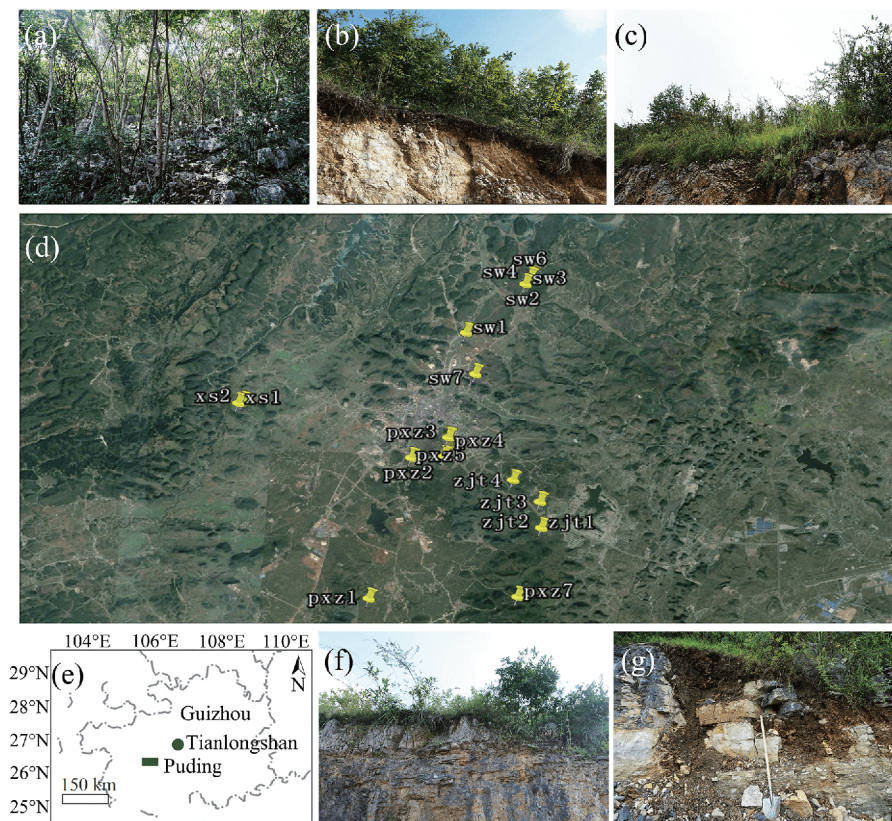 (a)
(b)
(c)
(d)
sw6
sw4 sw3
sw2
sw1
sw7
xs2 xs1
pxz3
pxz4
pxz5
pxz2
zjt4
zjt3
zjt2 zjt1
pxz1
pxz7
104°E 106°E 108°E 110°E
(e)
N
29°N
28°N
27°N
26°N
25°N
Guizhou
Tianlongshan
Puding
150 km
(f)
(g)